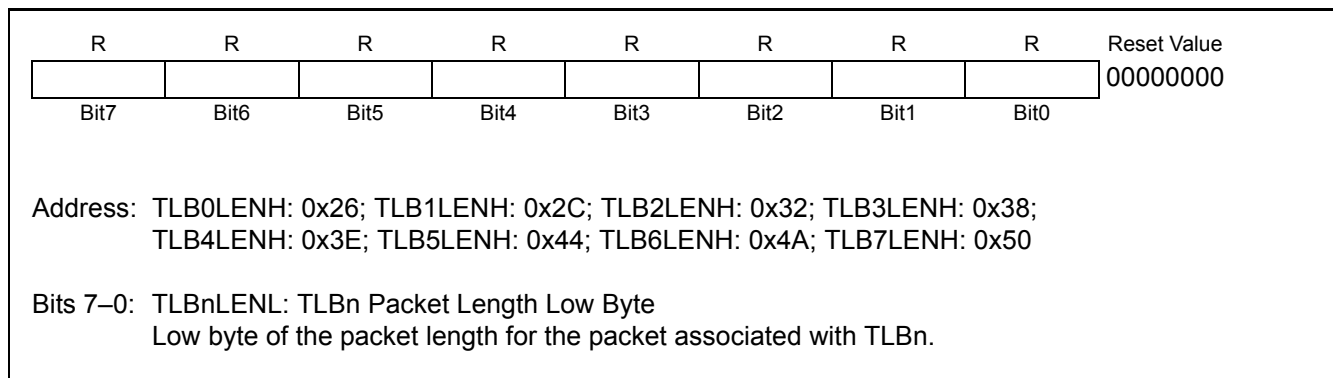 R R R R R R R R Reset Value
00000000
Bit7 Bit6 Bit5 Bit4 Bit3 Bit2 Bit1 Bit0
Address: TLB0LENH: 0x26; TLB1LENH: 0x2C; TLB2LENH: 0x32; TLB3LENH: 0x38;
TLB4LENH: 0x3E; TLB5LENH: 0x44; TLB6LENH: 0x4A; TLB7LENH: 0x50
Bits 7–0: TLBnLENL: TLBn Packet Length Low Byte
Low byte of the packet length for the packet associated with TLBn.